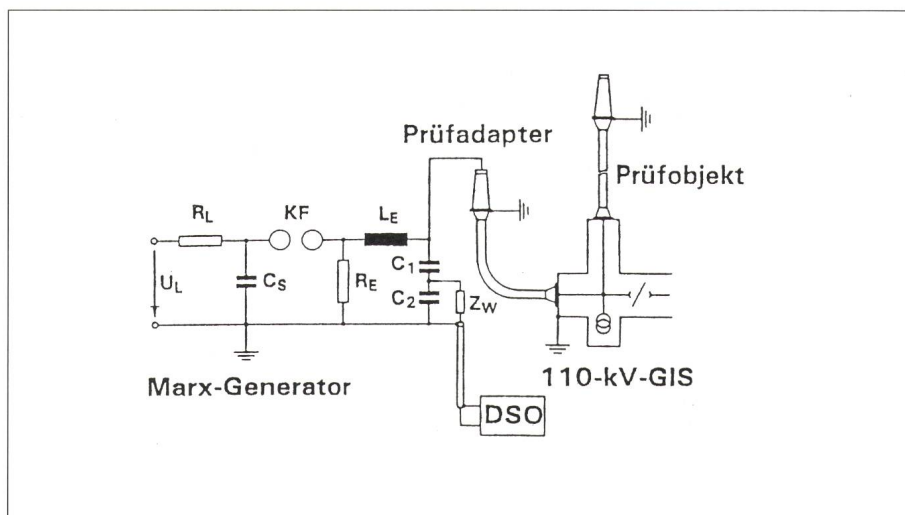 Prüfadapter
Prüfobjekt
R_L
KF
L_E
U_L
C_S
R_E
C_1
C_2
Z_W
Marx-Generator
110-kV-GIS
DSO